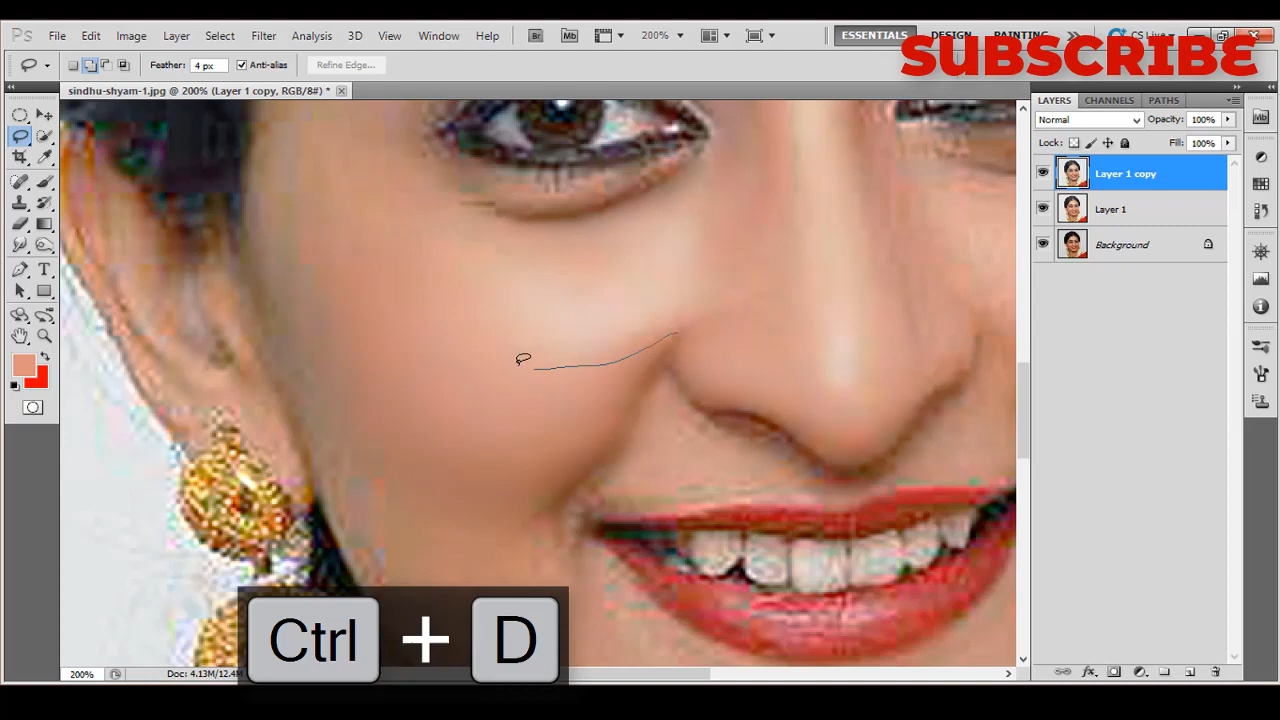 Ps File Edit Image Layer Select Filter Analysis 3D View Window Help Br Mb 200% ESSENTIALS DESIGN PAINTING CS Live
SUBSCRIBE
Feather: 4 px Anti-alias Refine Edge...
sindhu-shyam-1.jpg @ 200% (Layer 1 copy, RGB/8#) *
LAYERS CHANNELS PATHS
Normal Opacity: 100%
Lock: Fill: 100%
Layer 1 copy
Layer 1
Background
Mb
T
Ctrl + D
200% Doc: 4.13M/12.4M
fx